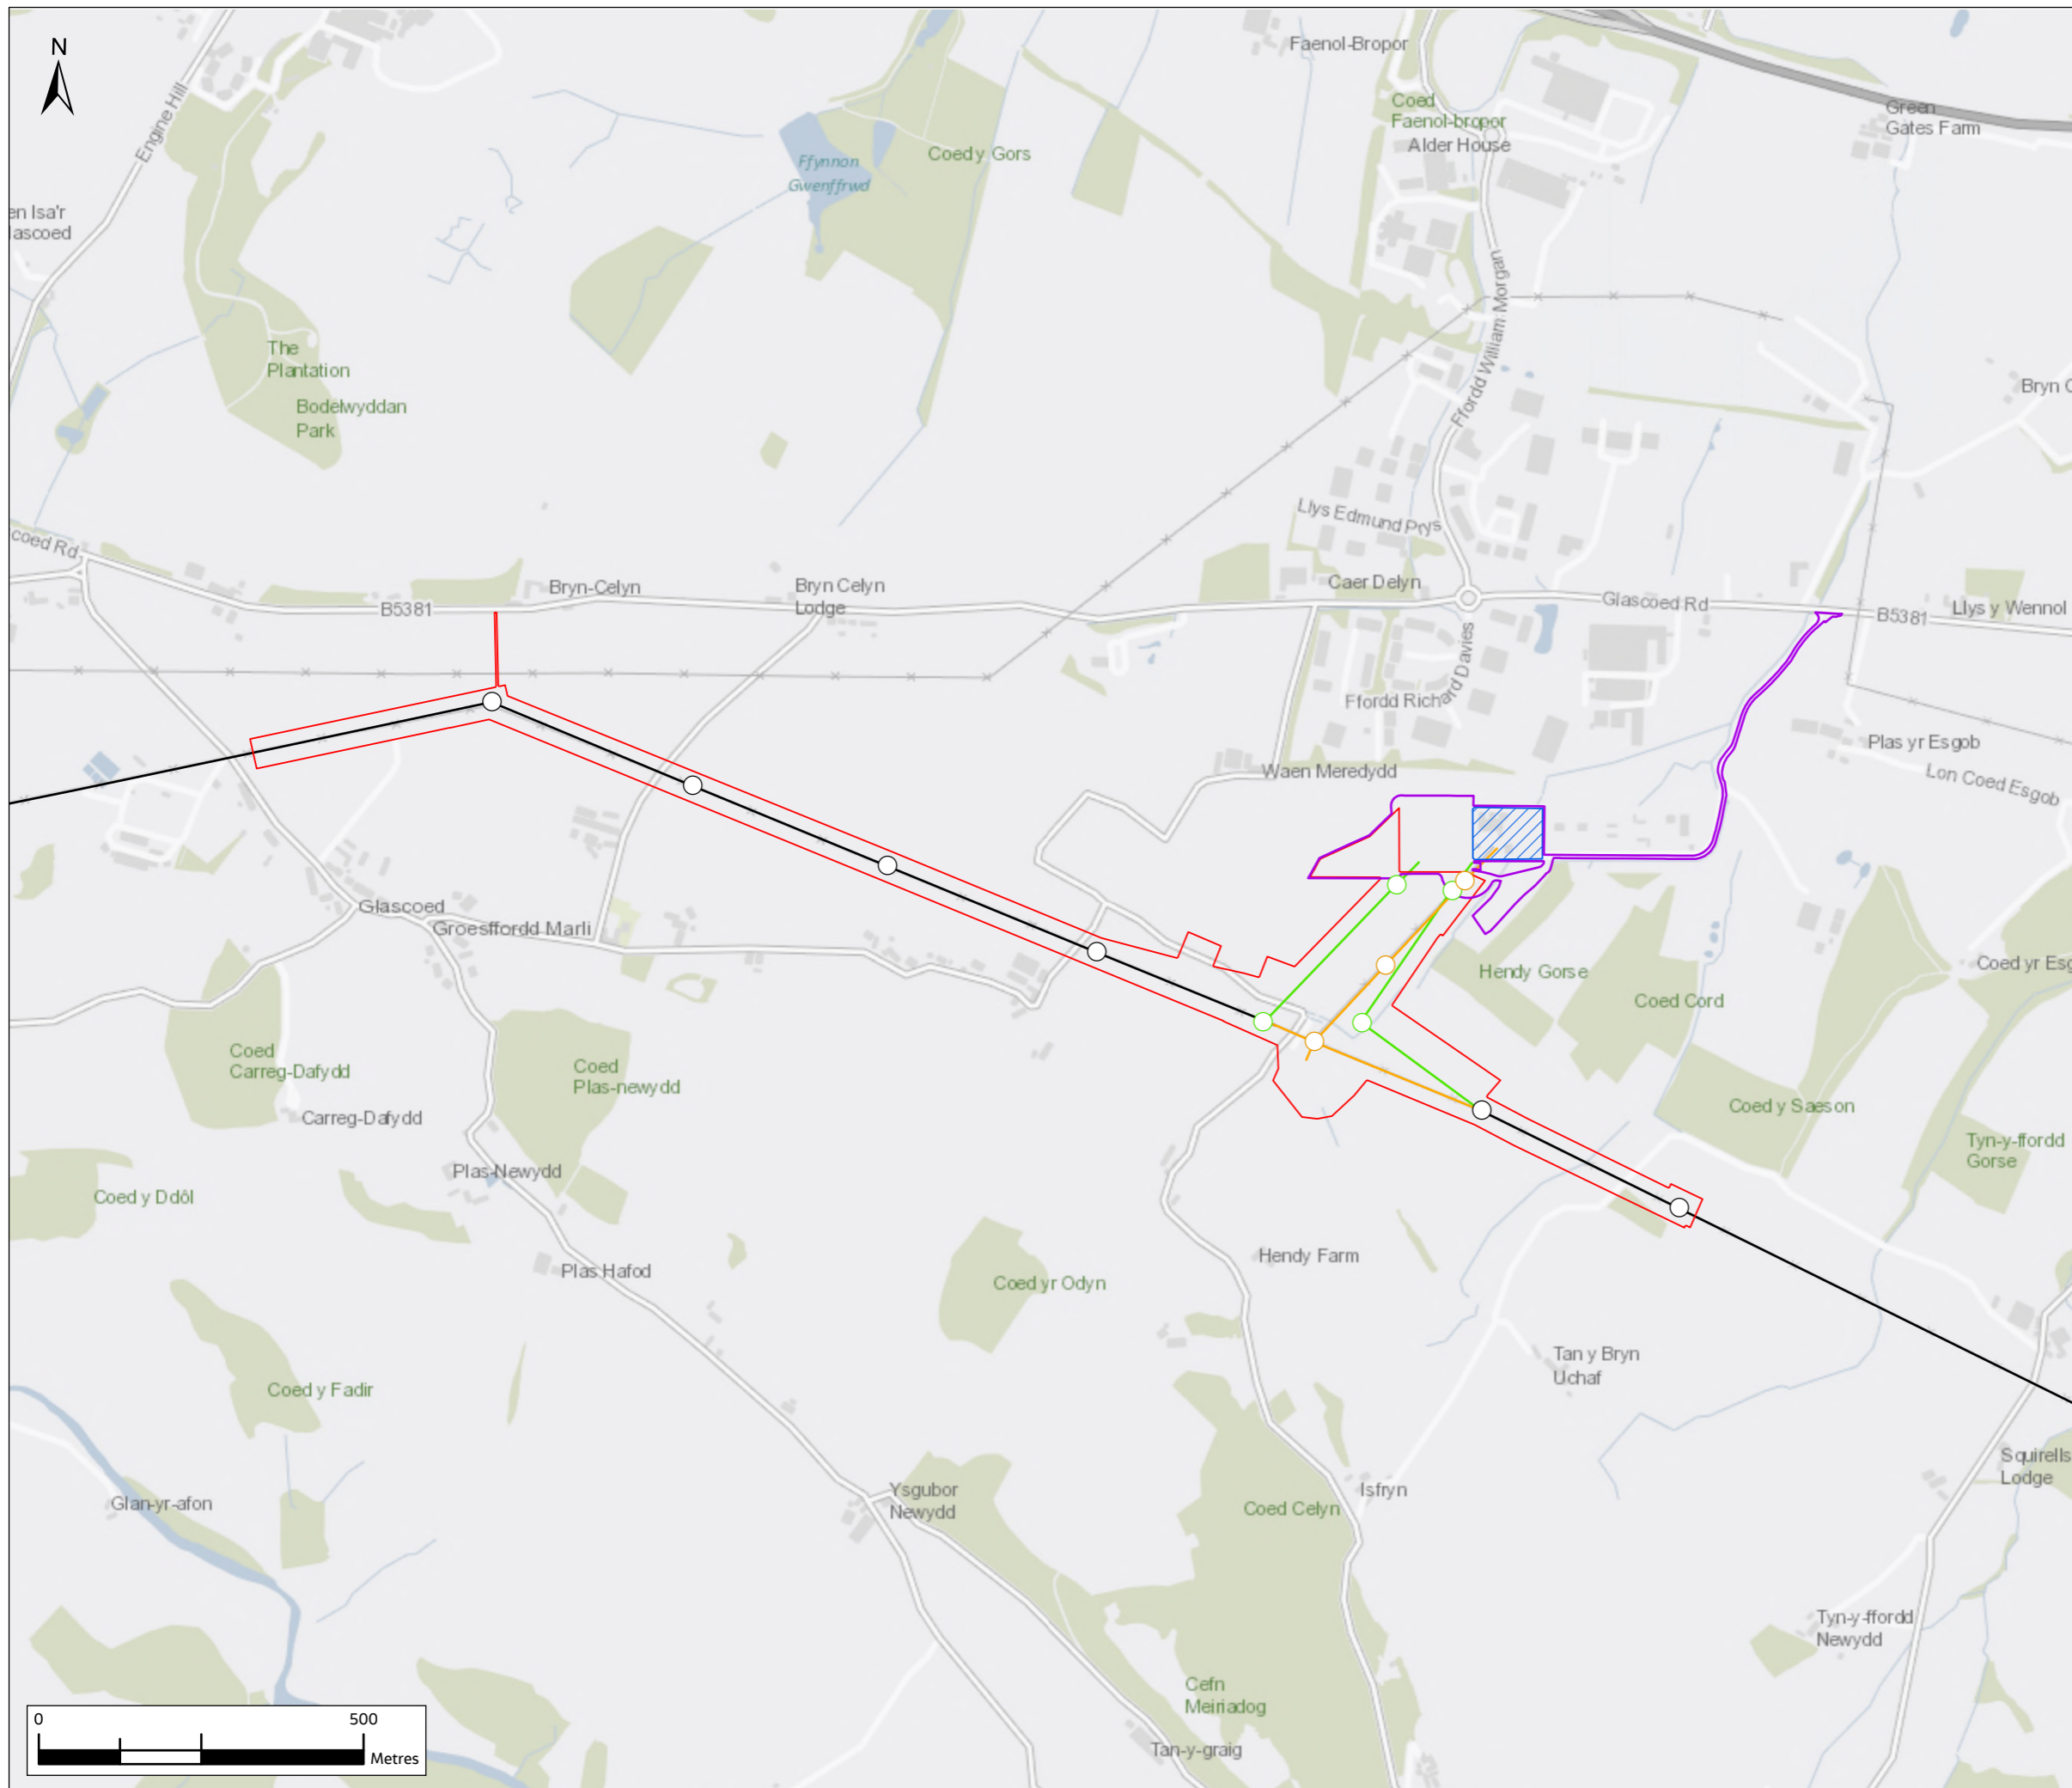 N
Engine Hill
en Isa'r
lascoed
The
Plantation
Bodelwyddan
Park
Ffynnon
Gwenffrwd
Coed y Gors
Faenol-Bropor
Coed
Faenol-bropor
Alder House
Green
Gates Farm
Ffordd William Morgan
Bryn C
Llys Edmund Prys
coed Rd
B5381
Bryn-Celyn
Bryn Celyn
Lodge
Caer Delyn
Glascoed Rd
B5381
Llys y Wennol
Ffordd Richard Davies
Waen Meredydd
Plas yr Esgob
Lon Coed Esgob
Glascoed
Groesffordd Marli
Hendy Gorse
Coed Cord
Coed yr Esg
Coed
Carreg-Dafydd
Carreg-Dafydd
Coed
Plas-newydd
Coed y Saeson
Tyn-y-ffordd
Gorse
Plas-Newydd
Coed y Ddôl
Plas Hafod
Coed yr Odyn
Hendy Farm
Tan y Bryn
Uchaf
Coed y Fadir
Glan-yr-afon
Ysgubor
Newydd
Coed Celyn
Isfryn
Squirells
Lodge
Tyn-y-ffordd
Newydd
Cefn
Meiriadog
Tan-y-graig
0 500
Metres